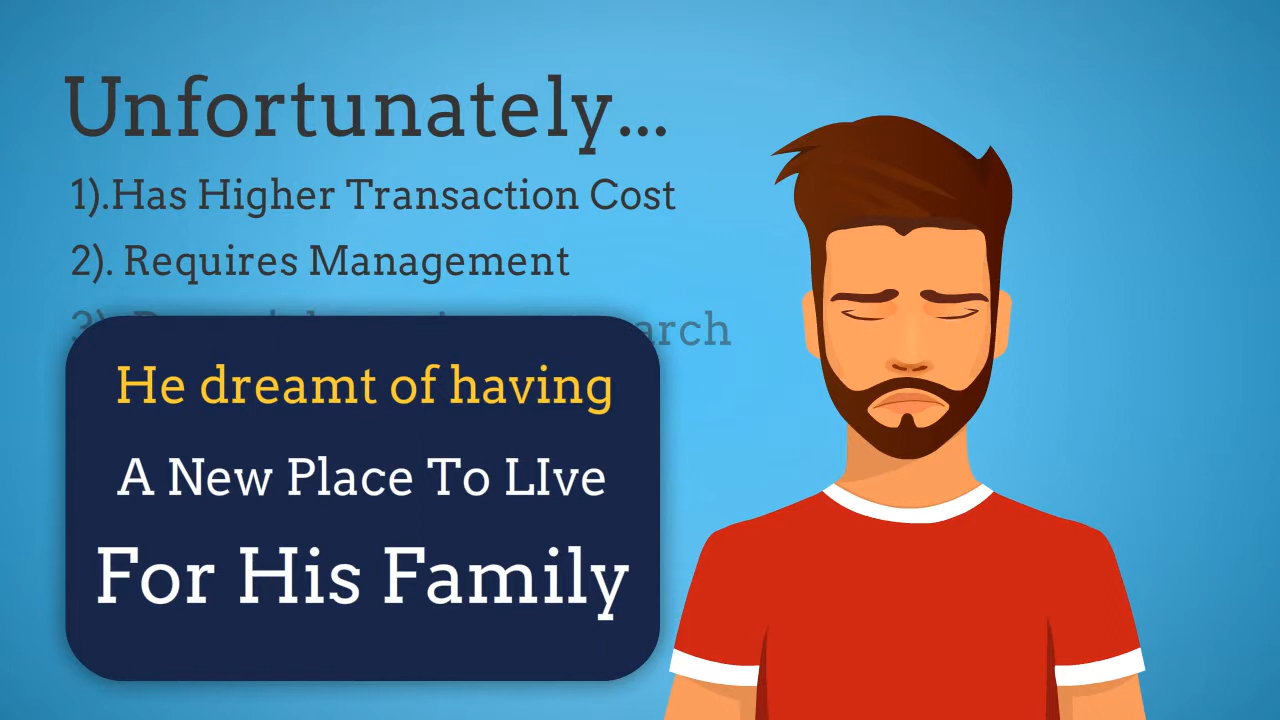 Unfortunately...
1).Has Higher Transaction Cost
2). Requires Management
3).
He dreamt of having
A New Place To LIve
For His Family